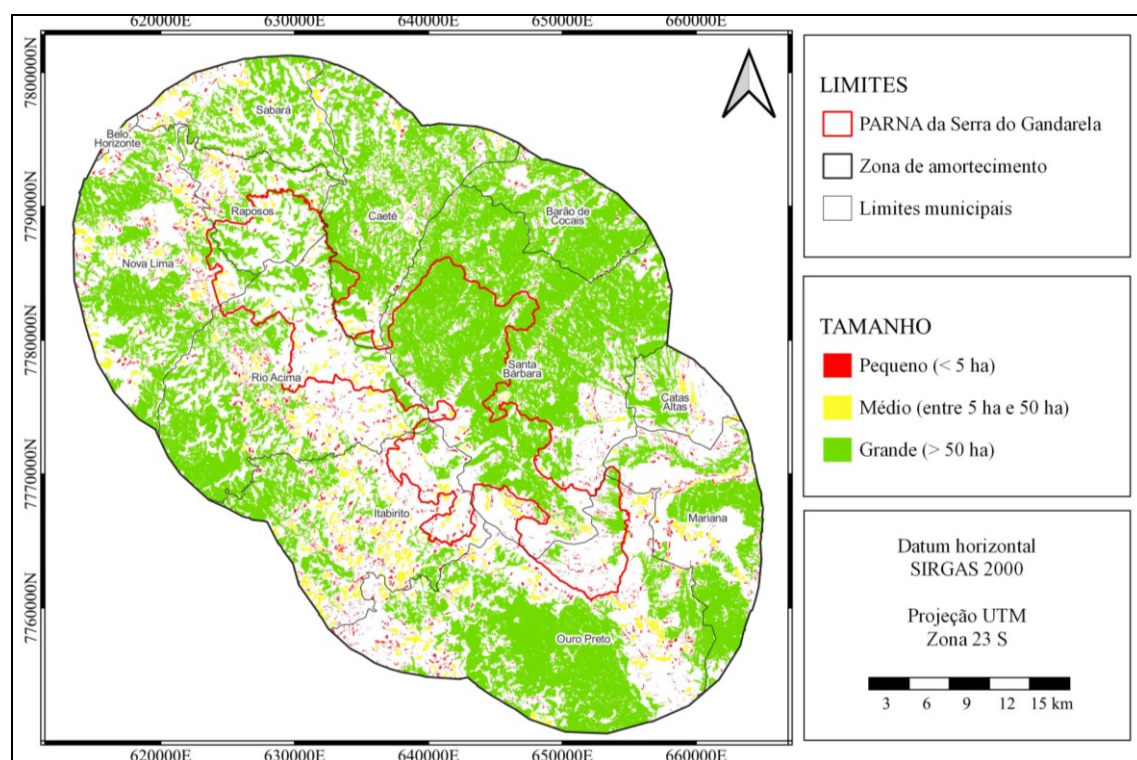 620000E 630000E 640000E 650000E 660000E
7800000N
7790000N
7780000N
7770000N
7760000N
Sabará
Belo
Horizonte
Raposos
Caeté
Barão de
Cocais
Nova Lima
Rio Acima
Santa
Bárbara
Catas
Altas
Itabirito
Mariana
Ouro Preto
620000E 630000E 640000E 650000E 660000E
LIMITES
PARNA da Serra do Gandarela
Zona de amortecimento
Limites municipais
TAMANHO
Pequeno (< 5 ha)
Médio (entre 5 ha e 50 ha)
Grande (> 50 ha)
Datum horizontal
SIRGAS 2000
Projeção UTM
Zona 23 S
3 6 9 12 15 km